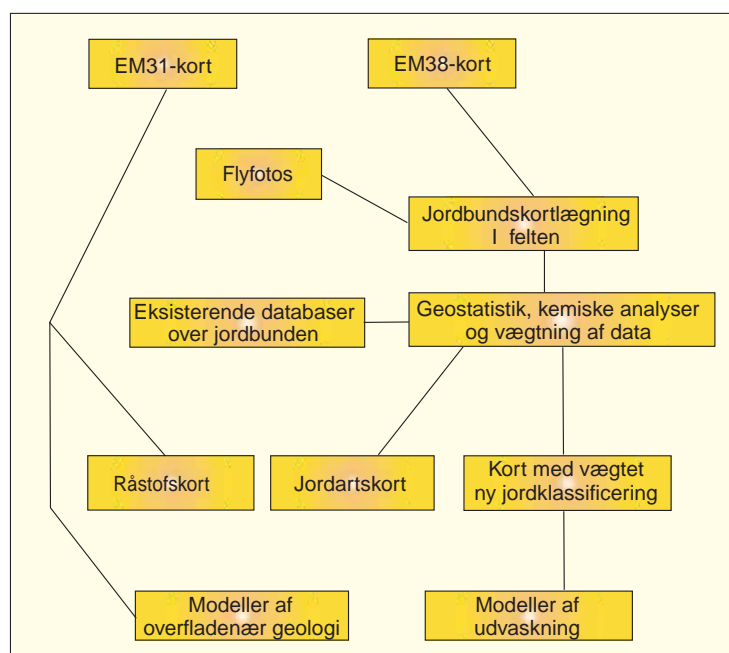 EM31-kort
EM38-kort
Flyfotos
Jordbundskortlægning
I felten
Eksisterende databaser
over jordbunden
Geostatistik, kemiske analyser
og vægtning af data
Råstofskort
Jordartskort
Kort med vægtet
ny jordklassificering
Modeller af
overfladenær geologi
Modeller af
udvaskning